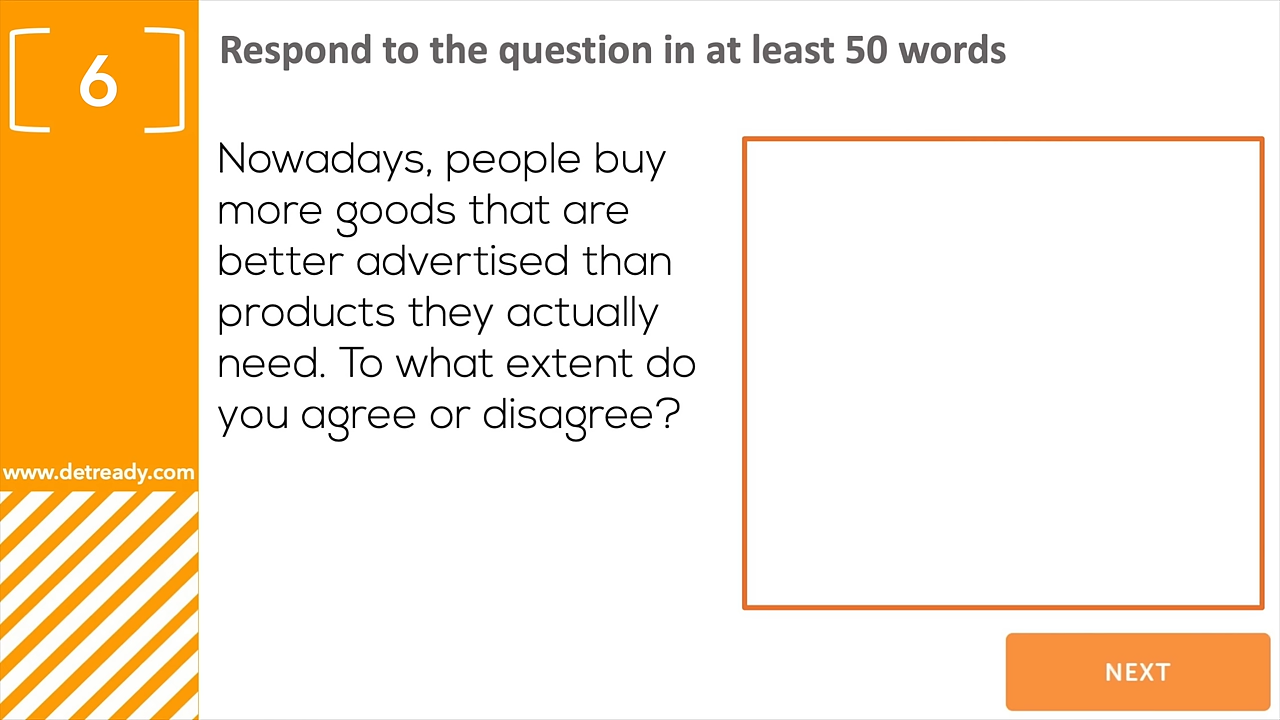 6
Respond to the question in at least 50 words
Nowadays, people buy
more goods that are
better advertised than
products they actually
need. To what extent do
you agree or disagree?
www.detready.com
NEXT